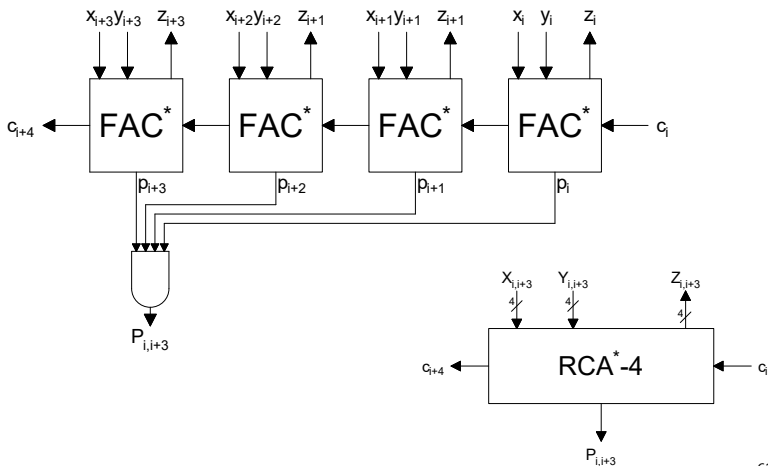 xi+3 yi+3 zi+3 xi+2 yi+2 zi+1 xi+1 yi+1 zi+1 xi yi zi
ci+4 FAC* FAC* FAC* FAC* ci
pi+3 pi+2 pi+1 pi
Pi,i+3
Xi,i+3 Yi,i+3 Zi,i+3
4 4 4
ci+4 RCA*-4 ci
Pi,i+3